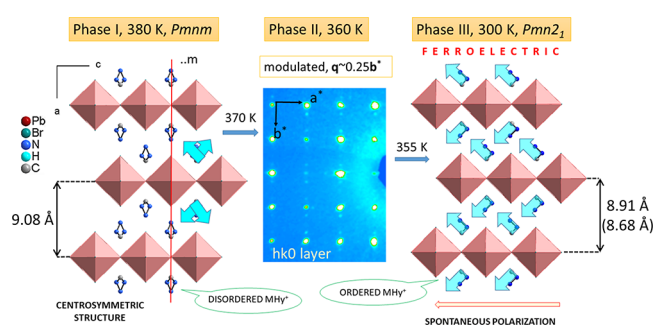 Phase I, 380 K, Pmnm
c
..m
a
Pb
Br
N
H
C
9.08 Å
CENTROSYMMETRIC
STRUCTURE
DISORDERED MHy⁺
370 K
Phase II, 360 K
modulated, q~0.25b*
a*
b*
hk0 layer
355 K
Phase III, 300 K, Pmn2₁
FERROELECTRIC
8.91 Å
(8.68 Å)
ORDERED MHy⁺
SPONTANEOUS POLARIZATION